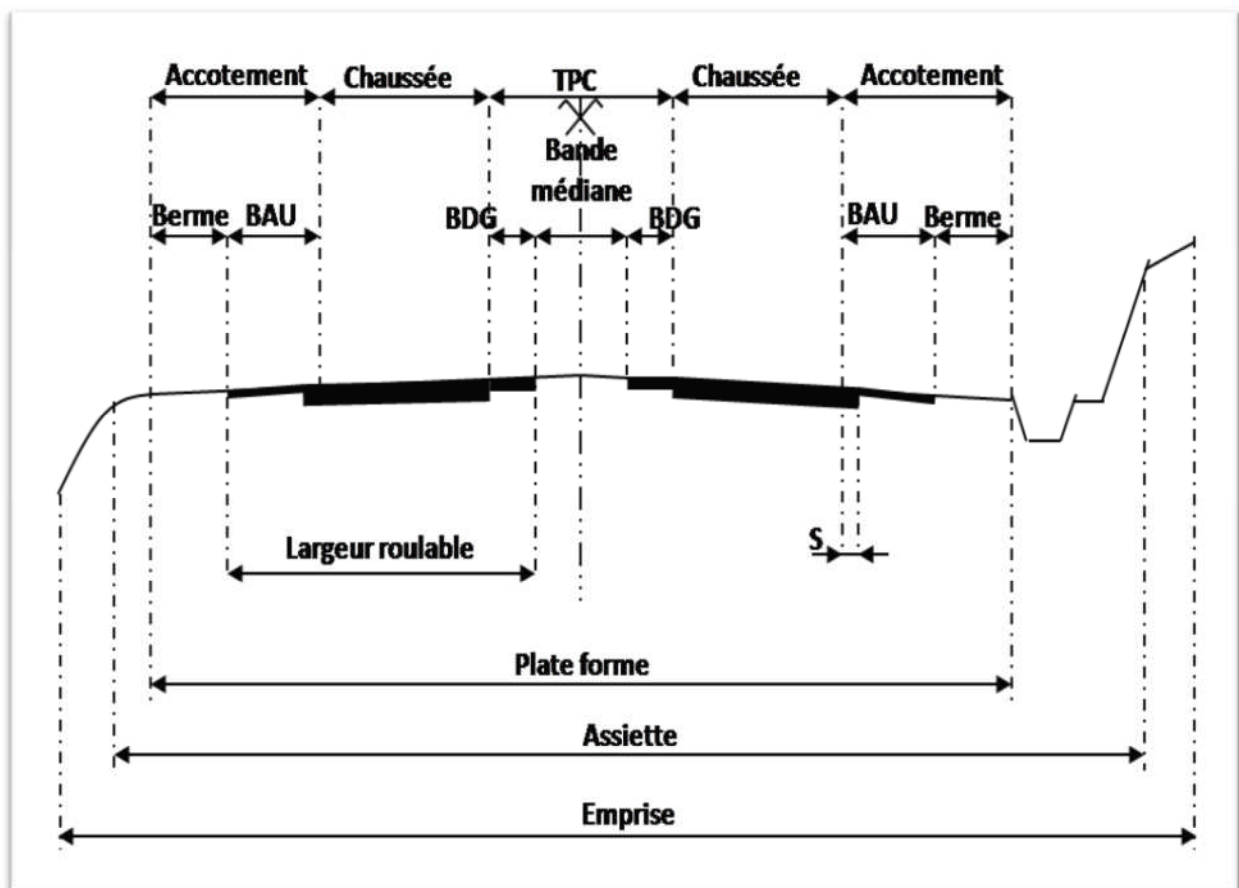 Accotement Chaussée TPC Chaussée Accotement
Bande
médiane
Berme BAU BDG BDG BAU Berme
Largeur roulable
S
Plate forme
Assiette
Emprise